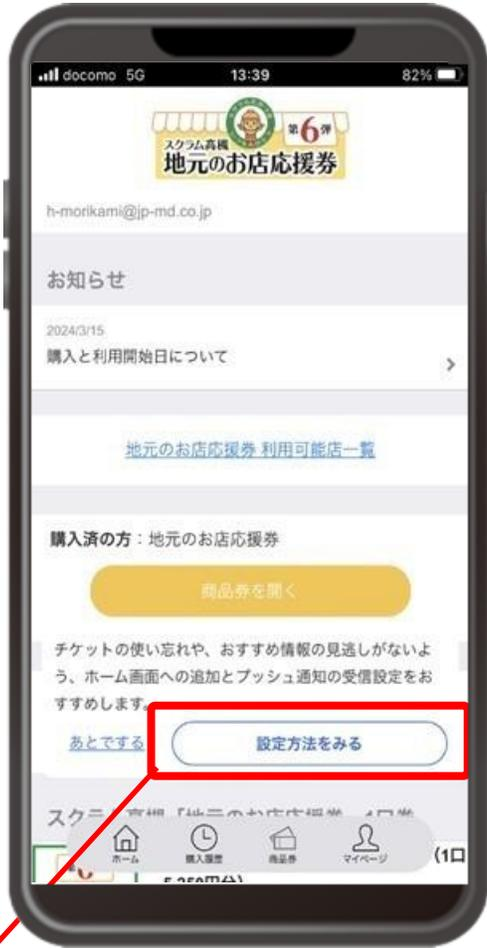 docomo 5G 13:39 82%
第6弾
スクラム高槻
地元のお店応援券
h-morikami@jp-md.co.jp
お知らせ
2024/3/15
購入と利用開始日について
地元のお店応援券 利用可能店一覧
購入済の方：地元のお店応援券
商品券を開く
チケットの使い忘れや、おすすめ情報の見逃しがないよ
う、ホーム画面への追加とプッシュ通知の受信設定をお
すすめします。
あとでする 設定方法をみる
ホーム 購入履歴 商品券 マイページ
(1口